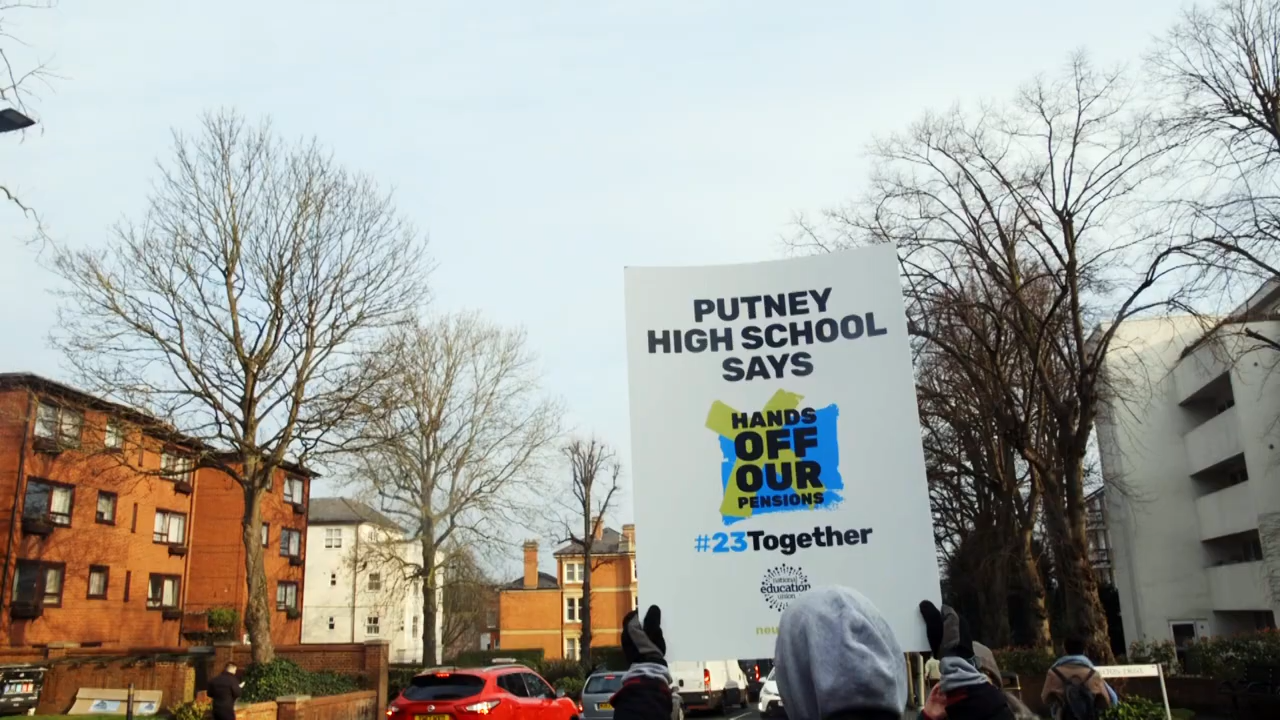 PUTNEY
HIGH SCHOOL
SAYS
HANDS
OFF
OUR
PENSIONS
#23Together
national
education
union